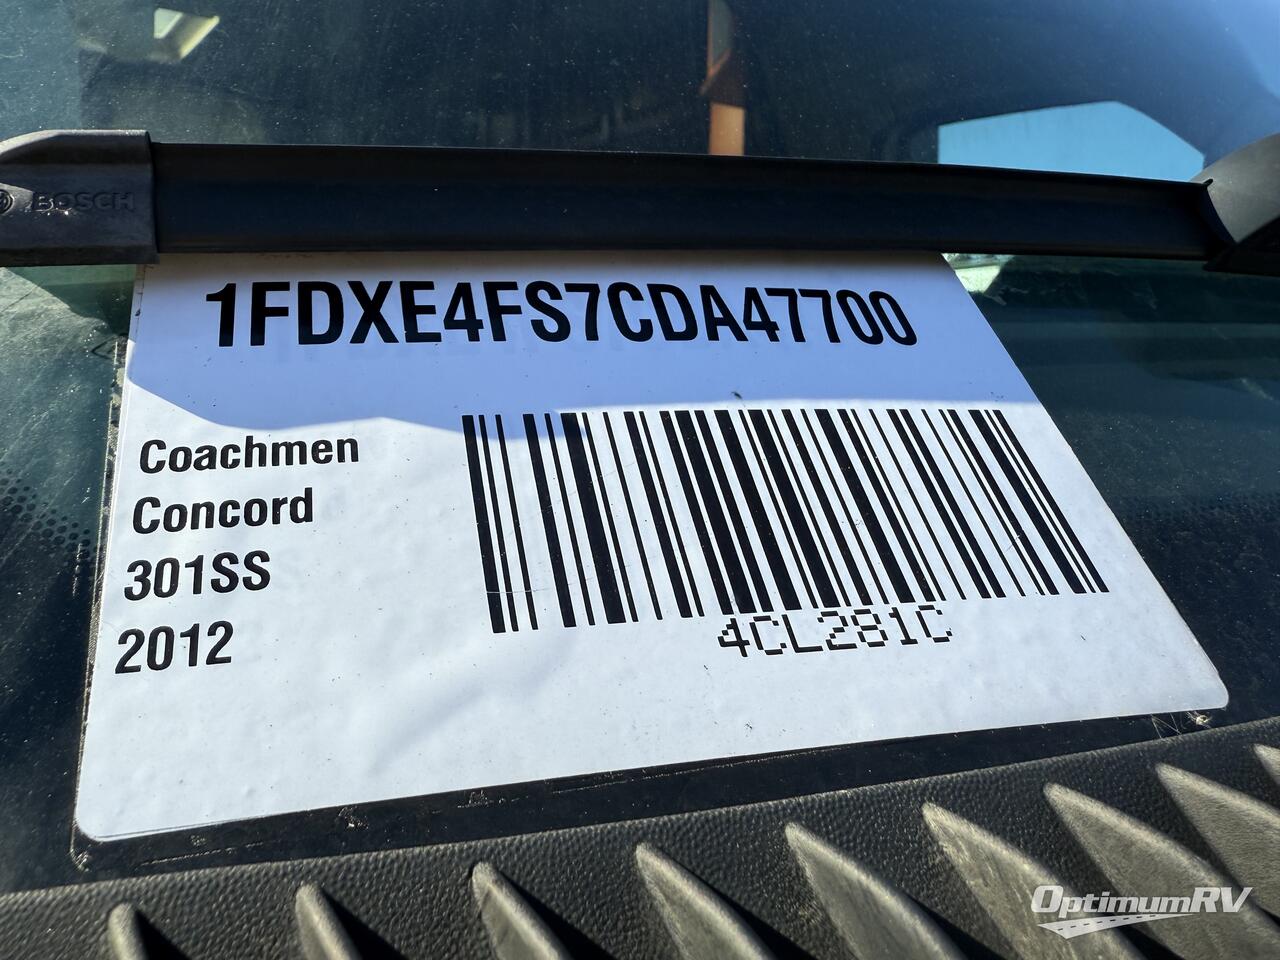 BOSCH
1FDXE4FS7CDA47700
Coachmen
Concord
301SS
2012
4CL281C
OptimumRV